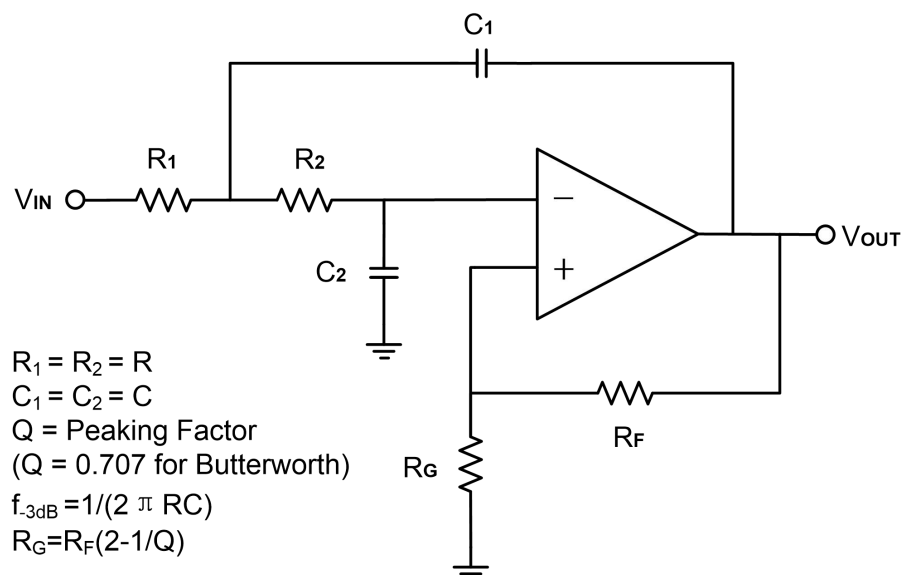 C1
R1
R2
VIN
−
VOUT
C2
+
R1 = R2 = R
C1 = C2 = C
Q = Peaking Factor
RF
(Q = 0.707 for Butterworth)
RG
f-3dB =1/(2 π RC)
RG=RF(2-1/Q)